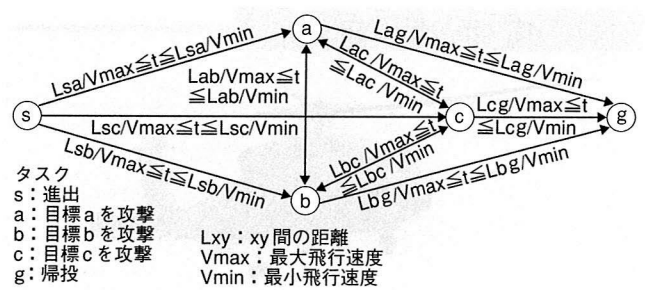 a
Lsa/Vmax≦t≦Lsa/Vmin
Lag/Vmax≦t≦Lag/Vmin
Lab/Vmax≦t
≦Lab/Vmin
Lac/Vmax≦t
≦Lac/Vmin
s
c
g
Lcg/Vmax≦t
≦Lcg/Vmin
Lsc/Vmax≦t≦Lsc/Vmin
Lsb/Vmax≦t≦Lsb/Vmin
Lbc/Vmax≦t
≦Lbc/Vmin
Lbg/Vmax≦t≦Lbg/Vmin
b
タスク
s：進出
a：目標aを攻撃
b：目標bを攻撃
c：目標cを攻撃
g：帰投
Lxy：xy間の距離
Vmax：最大飛行速度
Vmin：最小飛行速度